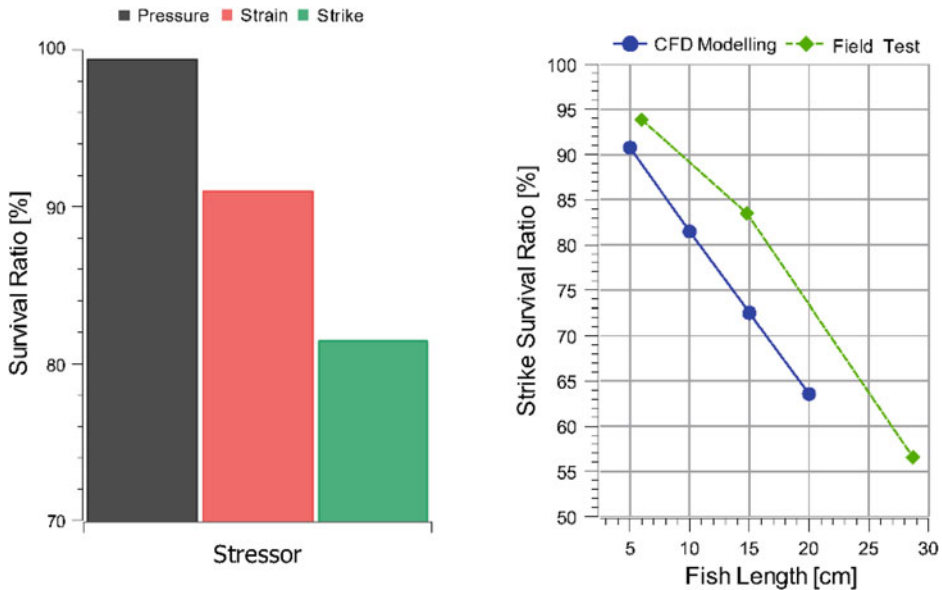 Pressure Strain Strike
100
90
80
70
Survival Ratio [%]
Stressor
CFD Modelling Field Test
100
95
90
85
80
75
70
65
60
55
50
Strike Survival Ratio [%]
5 10 15 20 25 30
Fish Length [cm]